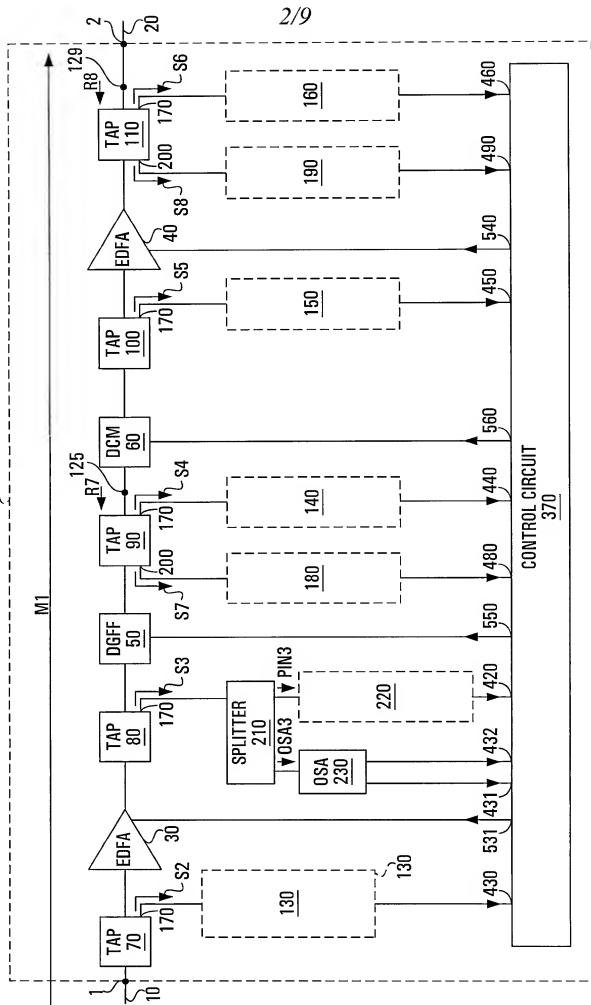 2/9
M1
1
10
TAP
70
170
S2
130
130
430
EDFA
30
531
TAP
80
170
S3
SPLITTER
210
OSA3
PIN3
OSA
230
220
431
432
420
DGFF
50
550
R7
TAP
90
125
200
170
S7
S4
180
140
480
440
DCM
60
560
TAP
100
170
S5
150
450
EDFA
40
540
R8
TAP
110
129
200
170
S8
S6
190
160
490
460
2
20
CONTROL CIRCUIT
370